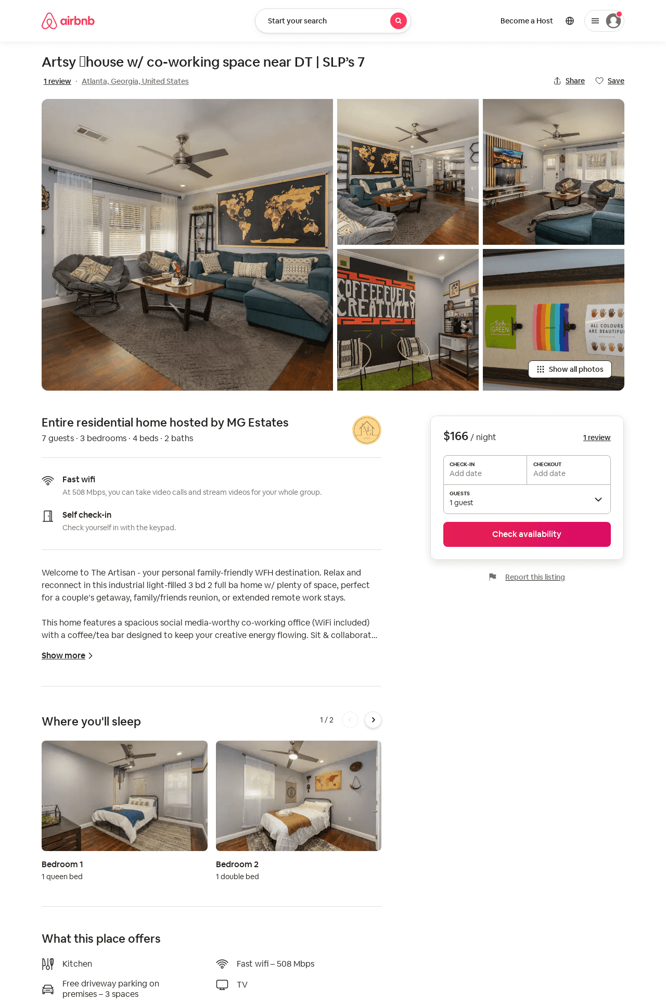 airbnb
Start your search
Become a Host
Artsy house w/ co-working space near DT | SLP’s 7
1 review · Atlanta, Georgia, United States
Share
Save
COFFEE FUELS
CREATIVITY
think
GREEN
ALL COLOURS
ARE BEAUTIFUL
Show all photos
Entire residential home hosted by MG Estates
7 guests · 3 bedrooms · 4 beds · 2 baths
MG
Fast wifi
At 508 Mbps, you can take video calls and stream videos for your whole group.
Self check-in
Check yourself in with the keypad.
$166 / night
1 review
CHECK-IN
Add date
CHECKOUT
Add date
GUESTS
1 guest
Check availability
Report this listing
Welcome to The Artisan - your personal family-friendly WFH destination. Relax and
reconnect in this industrial light-filled 3 bd 2 full ba home w/ plenty of space, perfect
for a couple’s getaway, family/friends reunion, or extended remote work stays.
This home features a spacious social media-worthy co-working office (WiFi included)
with a coffee/tea bar designed to keep your creative energy flowing. Sit & collaborat...
Show more
Where you'll sleep
1 / 2
Bedroom 1
1 queen bed
Bedroom 2
1 double bed
What this place offers
Kitchen
Fast wifi – 508 Mbps
Free driveway parking on
premises – 3 spaces
TV